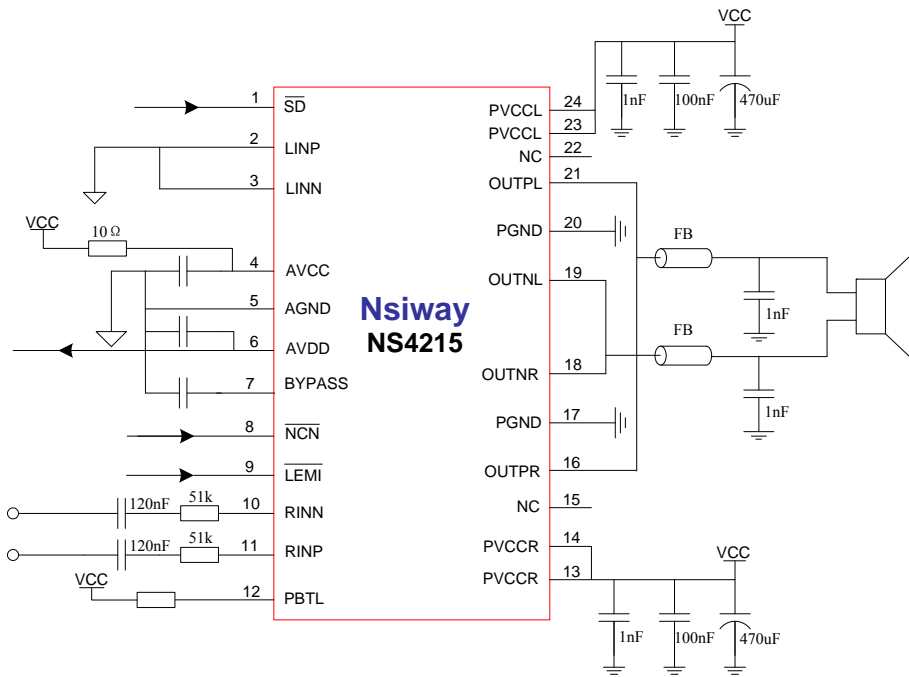 VCC
1nF
100nF
470uF
1
SD
24
PVCCL
23
PVCCL
2
LINP
22
NC
3
LINN
21
OUTPL
VCC
10Ω
20
PGND
FB
4
AVCC
19
OUTNL
5
AGND
Nsiway
1nF
NS4215
6
AVDD
FB
18
OUTNR
7
BYPASS
1nF
17
PGND
8
NCN
9
LEMI
16
OUTPR
120nF
51k
10
RINN
15
NC
120nF
51k
11
RINP
14
PVCCR
VCC
13
PVCCR
VCC
12
PBTL
1nF
100nF
470uF